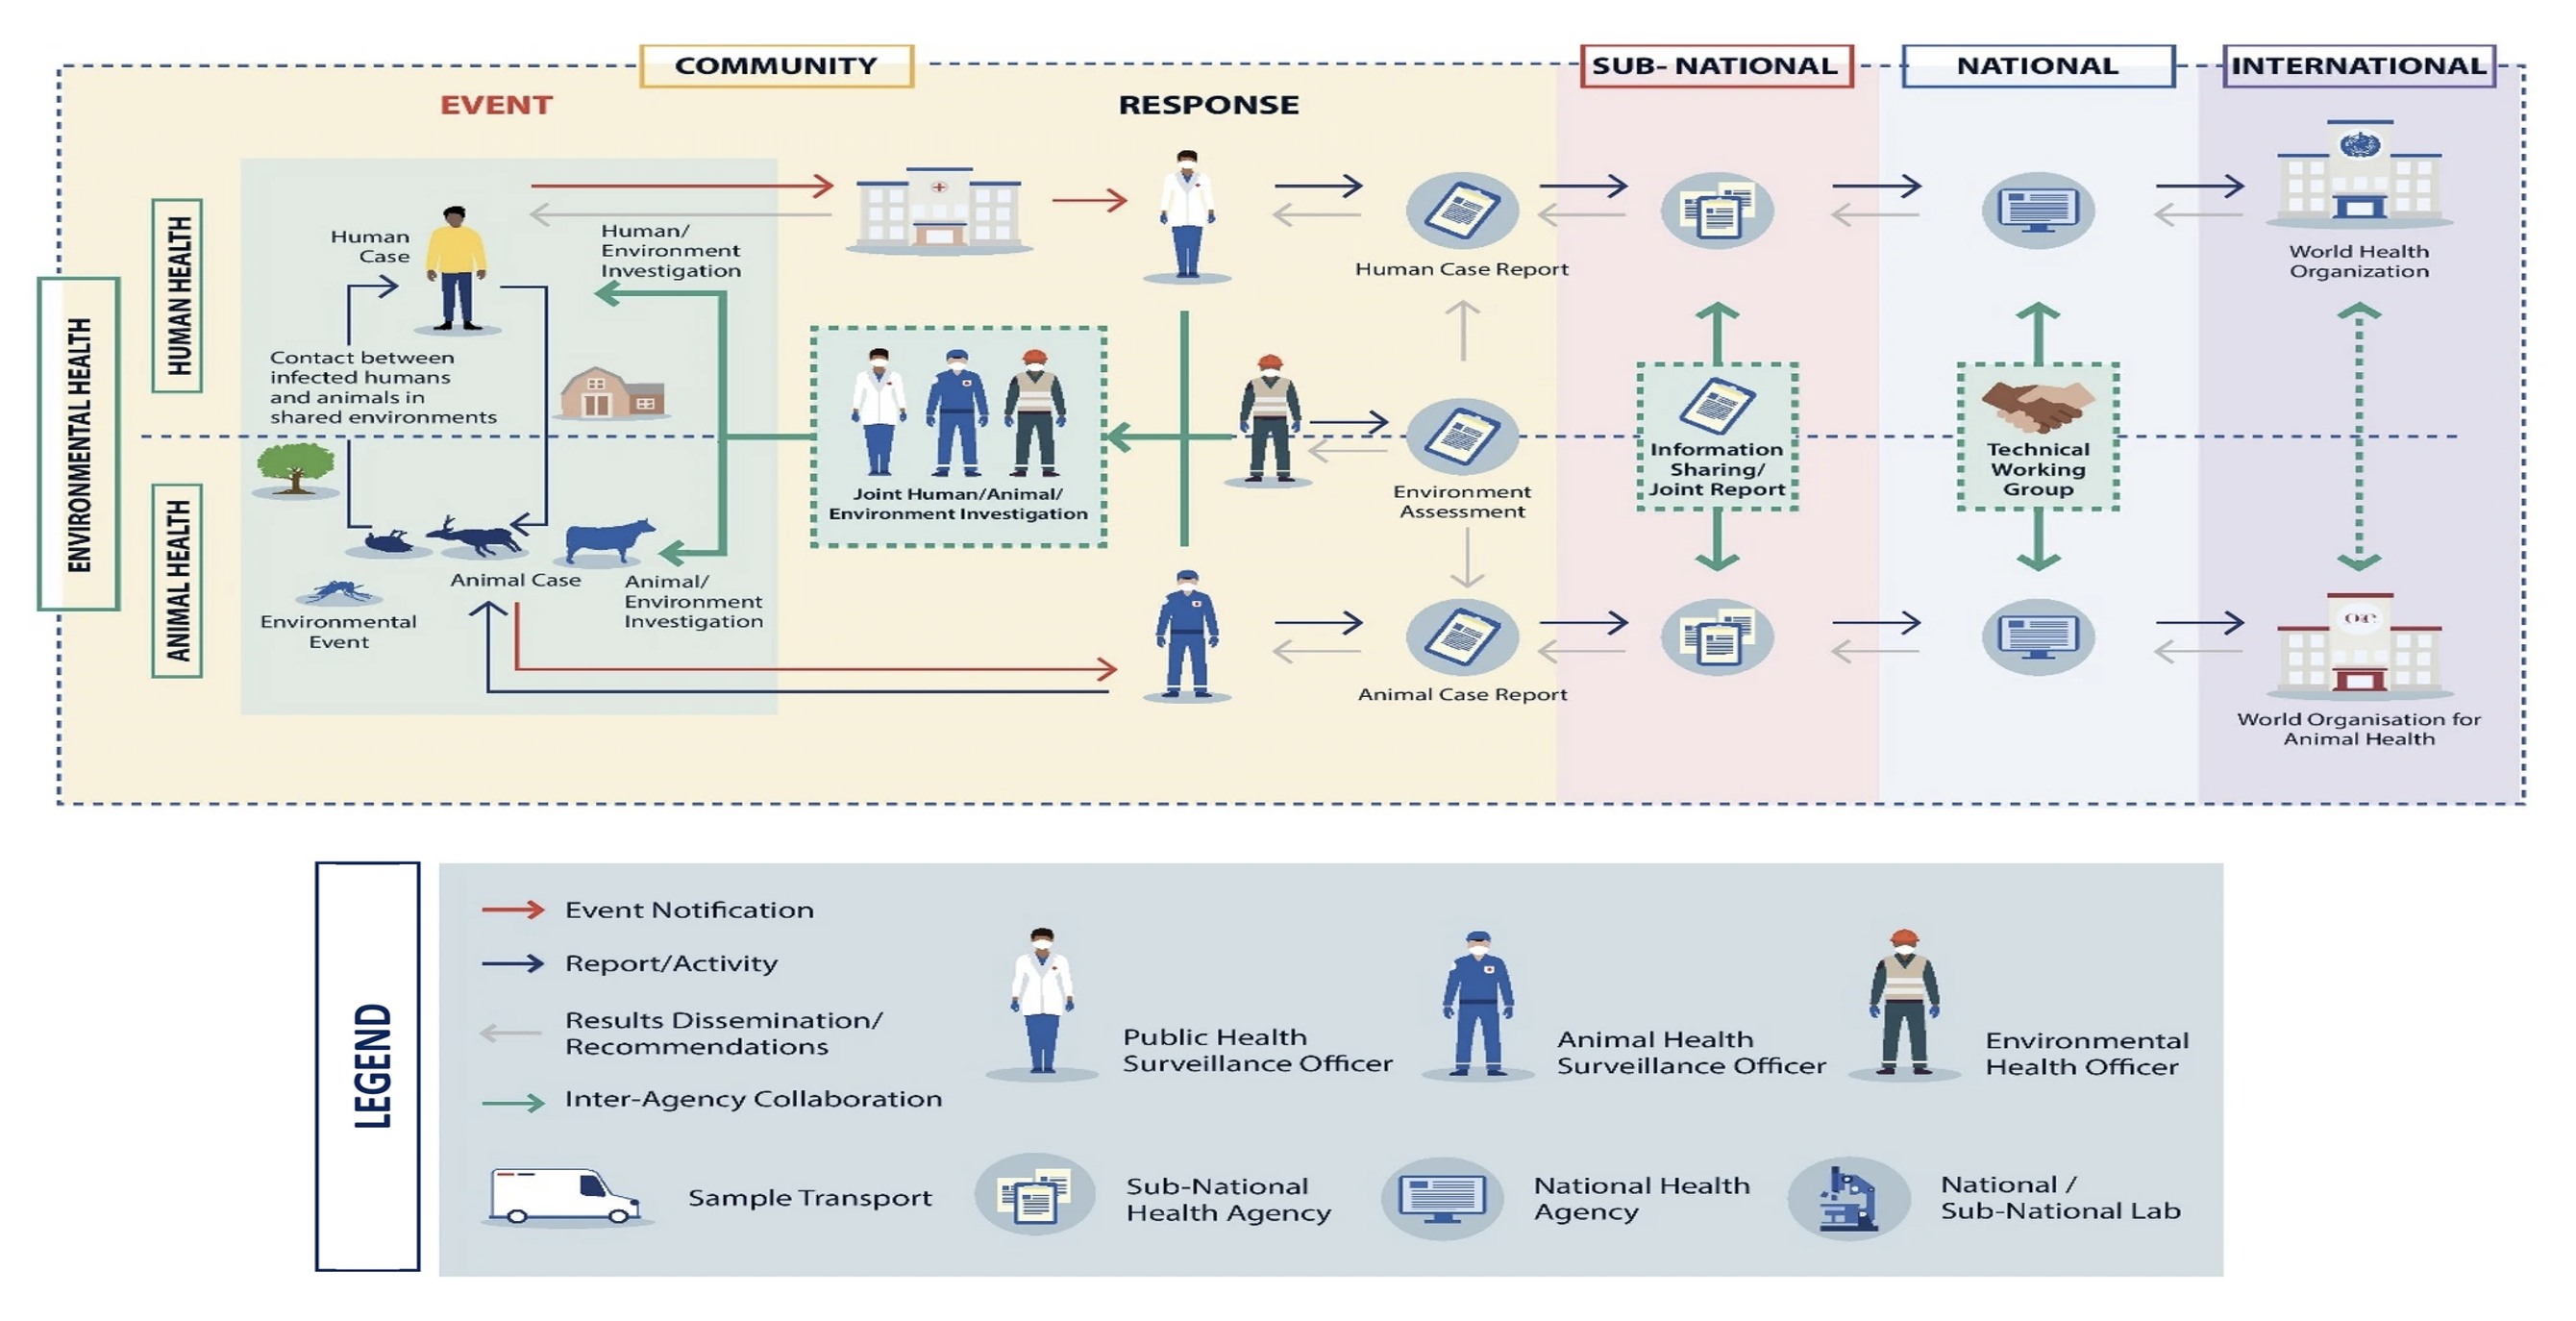 COMMUNITY
SUB- NATIONAL
NATIONAL
INTERNATIONAL
EVENT
RESPONSE
ENVIRONMENTAL HEALTH
HUMAN HEALTH
ANIMAL HEALTH
Human
Case
Human/
Environment
Investigation
Contact between
infected humans
and animals in
shared environments
Animal Case
Environmental
Event
Animal/
Environment
Investigation
Joint Human/Animal/
Environment Investigation
Human Case Report
Environment
Assessment
Animal Case Report
Information
Sharing/
Joint Report
Technical
Working
Group
World Health
Organization
World Organisation for
Animal Health
LEGEND
Event Notification
Report/Activity
Results Dissemination/
Recommendations
Inter-Agency Collaboration
Public Health
Surveillance Officer
Animal Health
Surveillance Officer
Environmental
Health Officer
Sample Transport
Sub-National
Health Agency
National Health
Agency
National /
Sub-National Lab